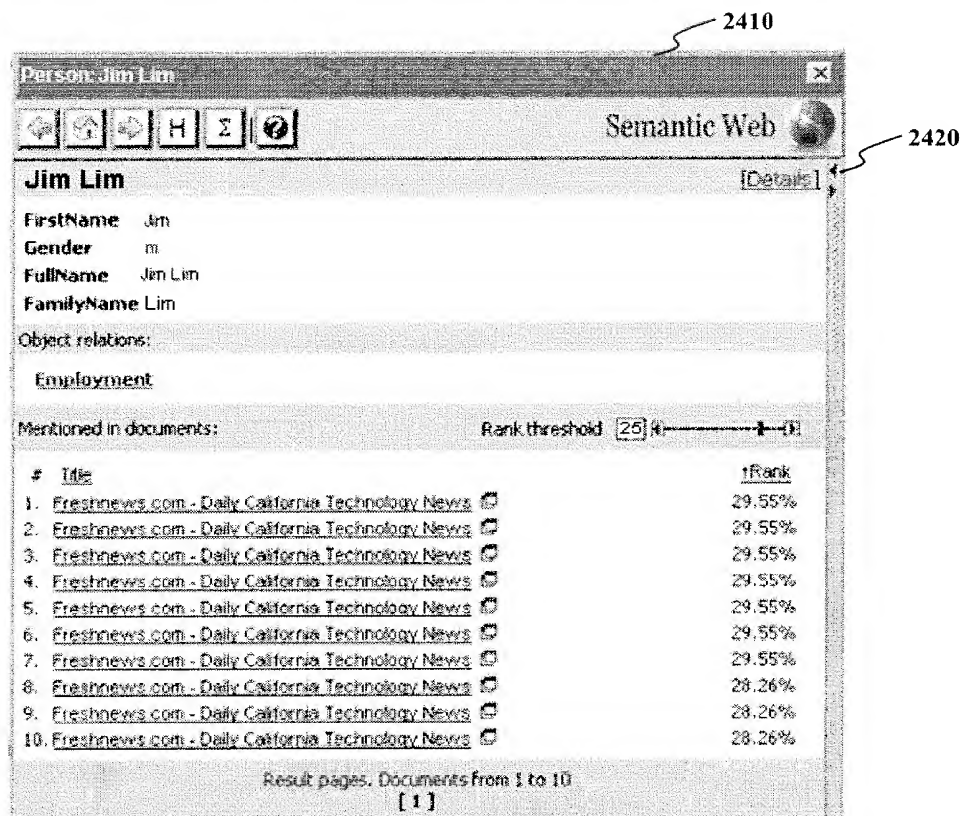 2410
Person: Jim Lim
H Σ ?
Semantic Web
2420
Jim Lim [Details]
FirstName Jim
Gender m
FullName Jim Lim
FamilyName Lim
Object relations:
Employment
Mentioned in documents: Rank threshold 25
# Title ↑Rank
1. Freshnews.com - Daily California Technology News 29.55%
2. Freshnews.com - Daily California Technology News 29.55%
3. Freshnews.com - Daily California Technology News 29.55%
4. Freshnews.com - Daily California Technology News 29.55%
5. Freshnews.com - Daily California Technology News 29.55%
6. Freshnews.com - Daily California Technology News 29.55%
7. Freshnews.com - Daily California Technology News 29.55%
8. Freshnews.com - Daily California Technology News 28.26%
9. Freshnews.com - Daily California Technology News 28.26%
10. Freshnews.com - Daily California Technology News 28.26%
Result pages. Documents from 1 to 10
[ 1 ]